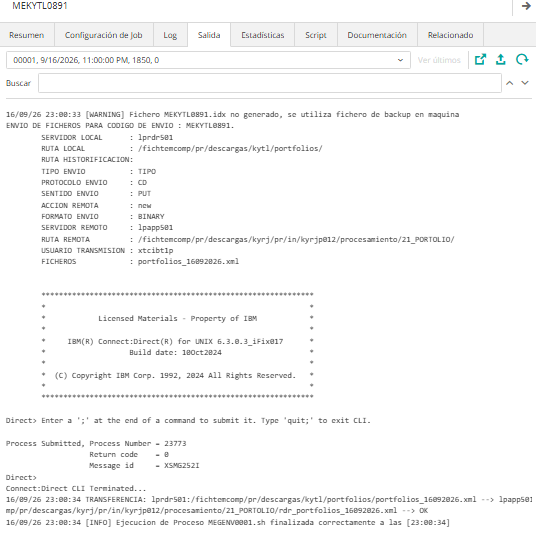 MEKYTL0891
Resumen Configuración de Job Log Salida Estadísticas Script Documentación Relacionado
00001, 9/16/2026, 11:00:00 PM, 1850, 0 Ver últimos
Buscar
16/09/26 23:00:33 [WARNING] Fichero MEKYTL0891.idx no generado, se utiliza fichero de backup en maquina
ENVIO DE FICHEROS PARA CODIGO DE ENVIO : MEKYTL0891.
SERVIDOR LOCAL : lprdr501
RUTA LOCAL : /fichtemcomp/pr/descargas/kytl/portfolios/
RUTA HISTORIFICACION:
TIPO ENVIO : TIPO
PROTOCOLO ENVIO : CD
SENTIDO ENVIO : PUT
ACCION REMOTA : new
FORMATO ENVIO : BINARY
SERVIDOR REMOTO : lpapp501
RUTA REMOTA : /fichtemcomp/pr/descargas/kyrj/pr/in/kyrjp012/procesamiento/21_PORTOLIO/
USUARIO TRANSMISION : xtcibt1p
FICHEROS : portfolios_16092026.xml
*************************************************************
* *
* Licensed Materials - Property of IBM *
* *
* IBM(R) Connect:Direct(R) for UNIX 6.3.0.3_iFix017 *
* Build date: 10Oct2024 *
* *
* (C) Copyright IBM Corp. 1992, 2024 All Rights Reserved. *
* *
*************************************************************
Direct> Enter a ';' at the end of a command to submit it. Type 'quit;' to exit CLI.
Process Submitted, Process Number = 23773
Return code = 0
Message id = XSMG252I
Direct>
Connect:Direct CLI Terminated...
16/09/26 23:00:34 TRANSFERENCIA: lprdr501:/fichtemcomp/pr/descargas/kytl/portfolios/portfolios_16092026.xml --> lpapp501
mp/pr/descargas/kyrj/pr/in/kyrjp012/procesamiento/21_PORTOLIO/rdr_portfolios_16092026.xml --> OK
16/09/26 23:00:34 [INFO] Ejecucion de Proceso MEGENV0001.sh finalizada correctamente a las [23:00:34]